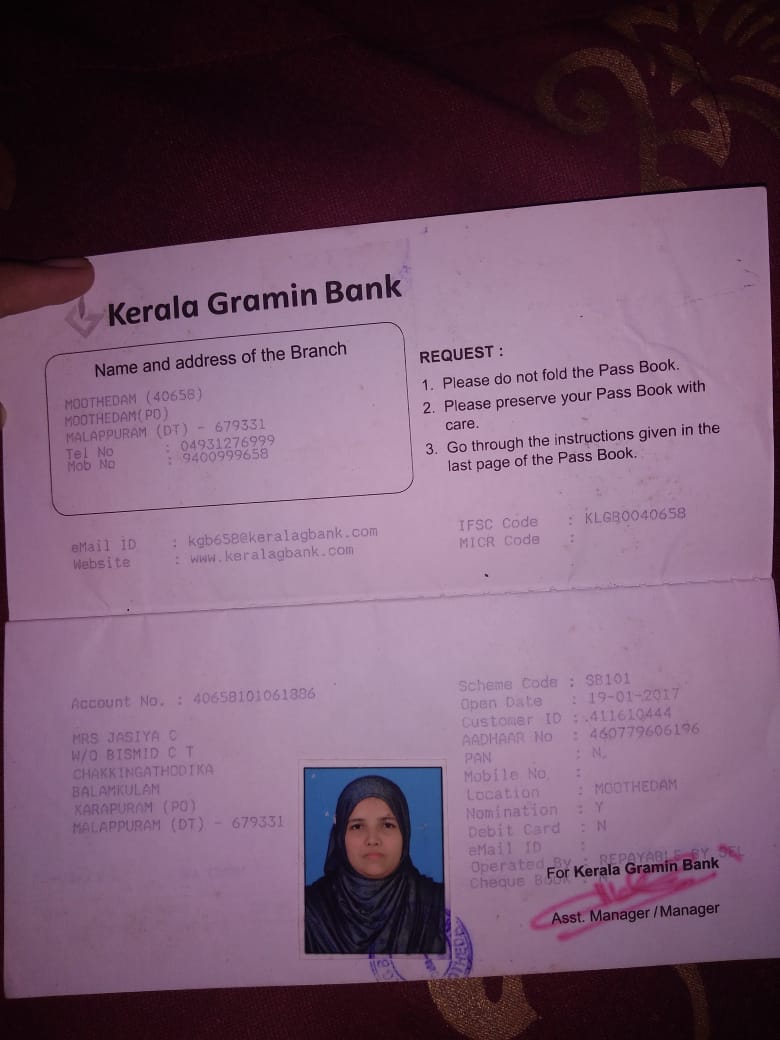 Kerala Gramin Bank
Name and address of the Branch
MOOTHEDAM (40658)
MOOTHEDAM(PO)
MALAPPURAM (DT) - 679331
Tel No : 04931276999
Mob No : 9400999658
REQUEST :
1. Please do not fold the Pass Book.
2. Please preserve your Pass Book with
care.
3. Go through the instructions given in the
last page of the Pass Book.
eMail ID : kgb658@keralagbank.com
Website : www.keralagbank.com
IFSC Code : KLGB0040658
MICR Code :
Account No. : 40658101061886
MRS JASIYA C
W/O BISMID C T
CHAKKINGATHODIKA
BALAMKULAM
KARAPURAM (PO)
MALAPPURAM (DT) - 679331
Scheme Code : SB101
Open Date : 19-01-2017
Customer ID : 411610444
AADHAAR No : 460779606196
PAN : N
Mobile No :
Location : MOOTHEDAM
Nomination : Y
Debit Card : N
eMail ID :
Operated By : REPAYABLE BY SEL
Cheque Book :
For Kerala Gramin Bank
Asst. Manager / Manager